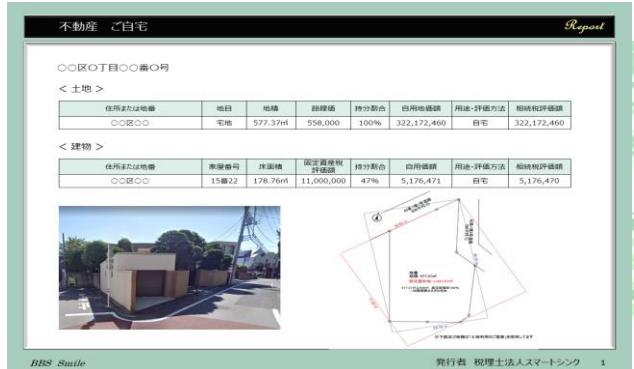 不動産 ご自宅
Report
○○区○丁目○○番○号
< 土地 >
住所または地番 地目 地積 路線価 持分割合 自用地価額 用途・評価方法 相続税評価額
○○区○○ 宅地 577.37㎡ 558,000 100% 322,172,460 自宅 322,172,460
< 建物 >
住所または地番 家屋番号 床面積 固定資産税評価額 持分割合 自用価額 用途・評価方法 相続税評価額
○○区○○ 15番22 178.76㎡ 11,000,000 47% 5,176,471 自宅 5,176,470
BBS Smile
発行者 税理士法人スマートシンク 1